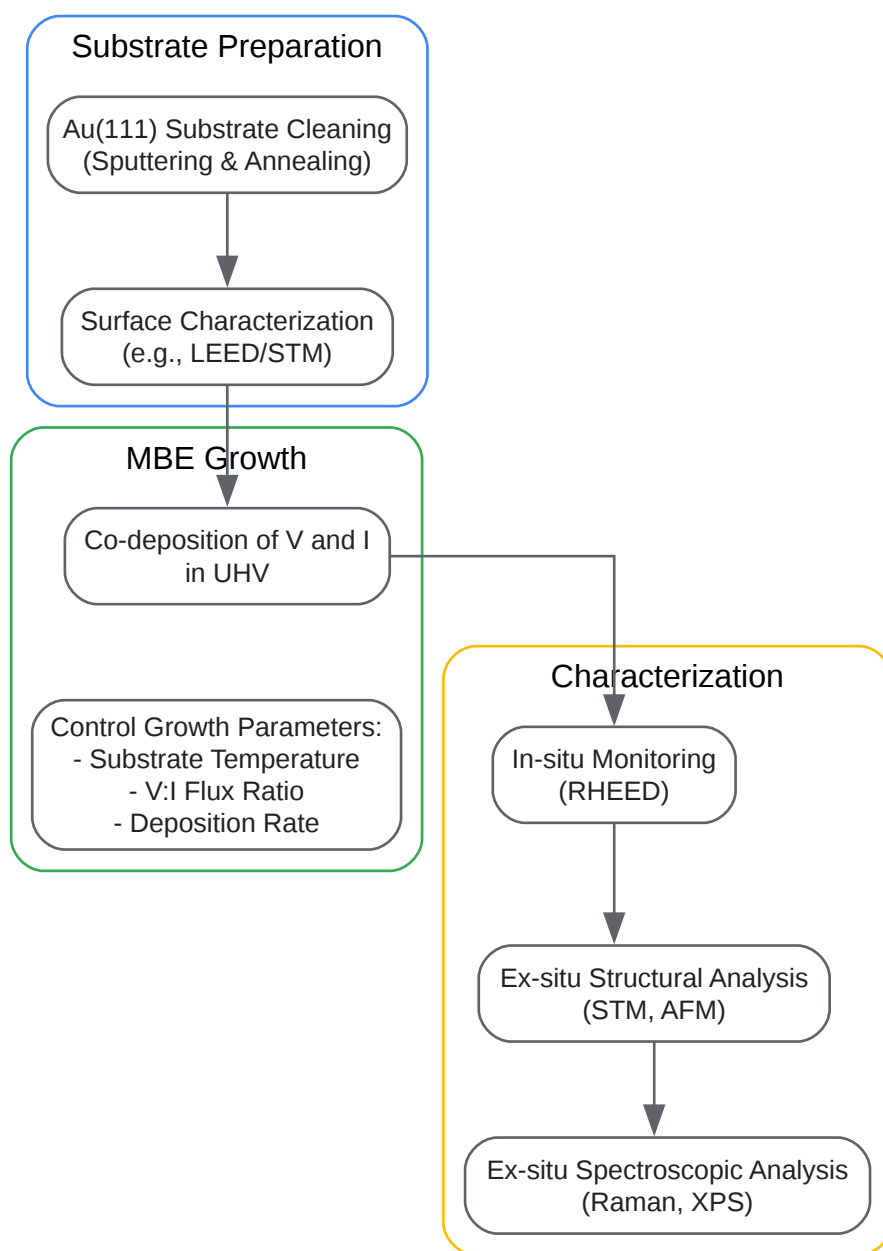 Substrate Preparation
Au(111) Substrate Cleaning
(Sputtering & Annealing)
Surface Characterization
(e.g., LEED/STM)
MBE Growth
Co-deposition of V and I
in UHV
Control Growth Parameters:
- Substrate Temperature
- V:I Flux Ratio
- Deposition Rate
Characterization
In-situ Monitoring
(RHEED)
Ex-situ Structural Analysis
(STM, AFM)
Ex-situ Spectroscopic Analysis
(Raman, XPS)